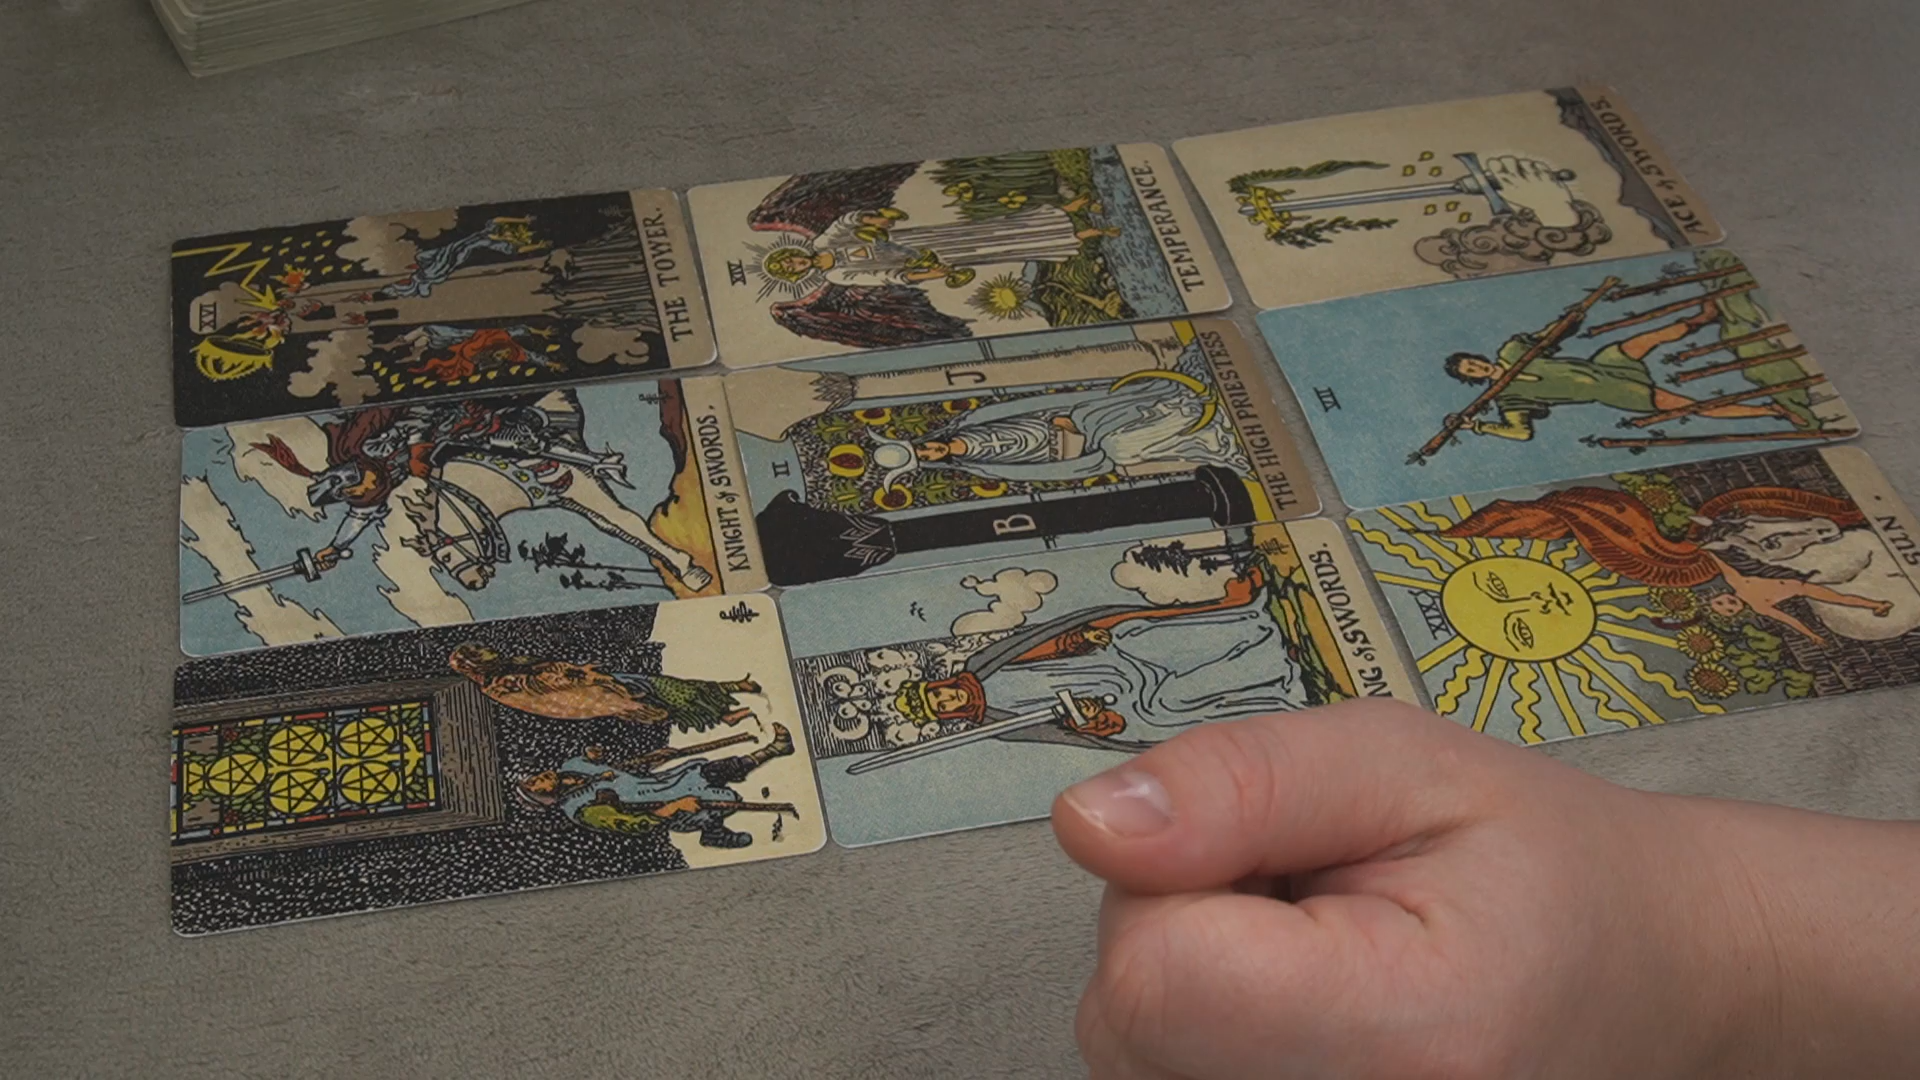 XVI
THE TOWER.
XIV
TEMPERANCE.
ACE of SWORDS.
KNIGHT of SWORDS.
II
J
B
THE HIGH PRIESTESS
VII
NG of SWORDS.
XIX
SUN.